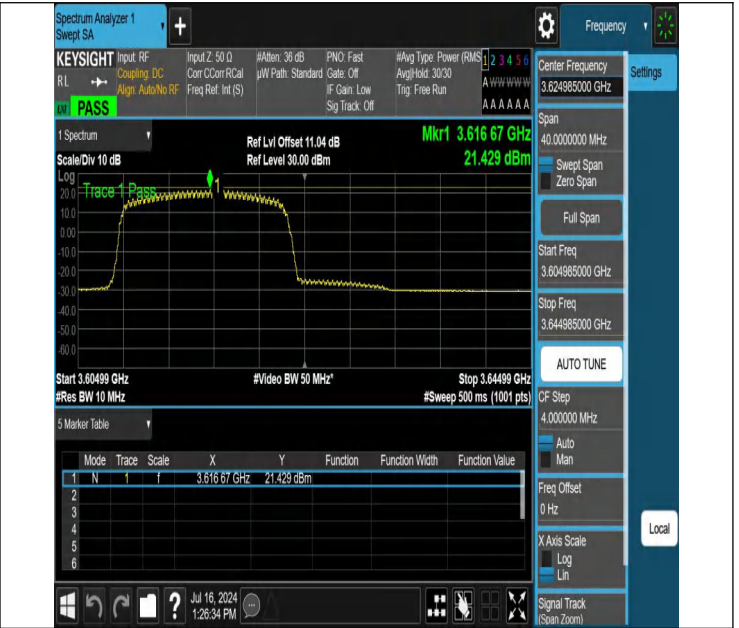 Spectrum Analyzer 1
Swept SA
+
Frequency
KEYSIGHT
RL
LXI PASS
Input: RF
Coupling: DC
Align: Auto/No RF
Input Z: 50 Ω
Corr CCorr RCal
Freq Ref: Int (S)
#Atten: 36 dB
µW Path: Standard
PNO: Fast
Gate: Off
IF Gain: Low
Sig Track: Off
#Avg Type: Power (RMS
Avg|Hold: 30/30
Trig: Free Run
1 2 3 4 5 6
A W W W W W
A A A A A A
1 Spectrum
Scale/Div 10 dB
Ref Lvl Offset 11.04 dB
Ref Level 30.00 dBm
Mkr1 3.616 67 GHz
21.429 dBm
Log
Trace 1 Pass
1
20.0
10.0
0.00
-10.0
-20.0
-30.0
-40.0
-50.0
-60.0
Start 3.60499 GHz
#Res BW 10 MHz
#Video BW 50 MHz*
Stop 3.64499 GHz
#Sweep 500 ms (1001 pts)
5 Marker Table
Mode Trace Scale X Y Function Function Width Function Value
1 N 1 f 3.616 67 GHz 21.429 dBm
2
3
4
5
6
Jul 16, 2024
1:26:34 PM
?
Center Frequency
3.624985000 GHz
Settings
Span
40.0000000 MHz
Swept Span
Zero Span
Full Span
Start Freq
3.604985000 GHz
Stop Freq
3.644985000 GHz
AUTO TUNE
CF Step
4.000000 MHz
Auto
Man
Freq Offset
0 Hz
X Axis Scale
Log
Lin
Local
Signal Track
(Span Zoom)